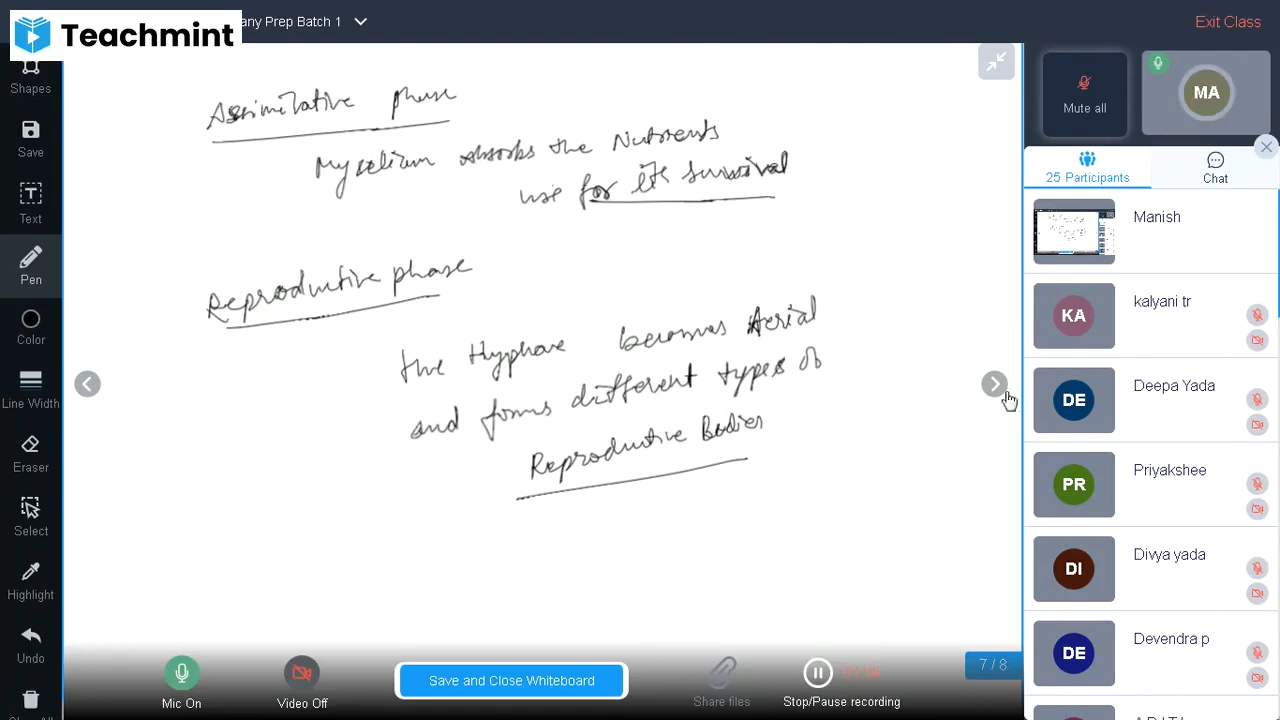 Teachmint
any Prep Batch 1
Exit Class
Shapes
Save
Text
Pen
Color
Line Width
Eraser
Select
Highlight
Undo
Assimilative phase
Mycelium absorbs the Nutrients
use for its survival
Reproductive phase
the Hyphae becomes Aerial
and forms different types of
Reproductive Bodies
7 / 8
Mic On
Video Off
Save and Close Whiteboard
Share files
Stop/Pause recording
Mute all
MA
25 Participants
Chat
Manish
KA
kalyani tr
DE
Deepa Yada
PR
Priyakshee
DI
Divya yada
DE
Devendra p